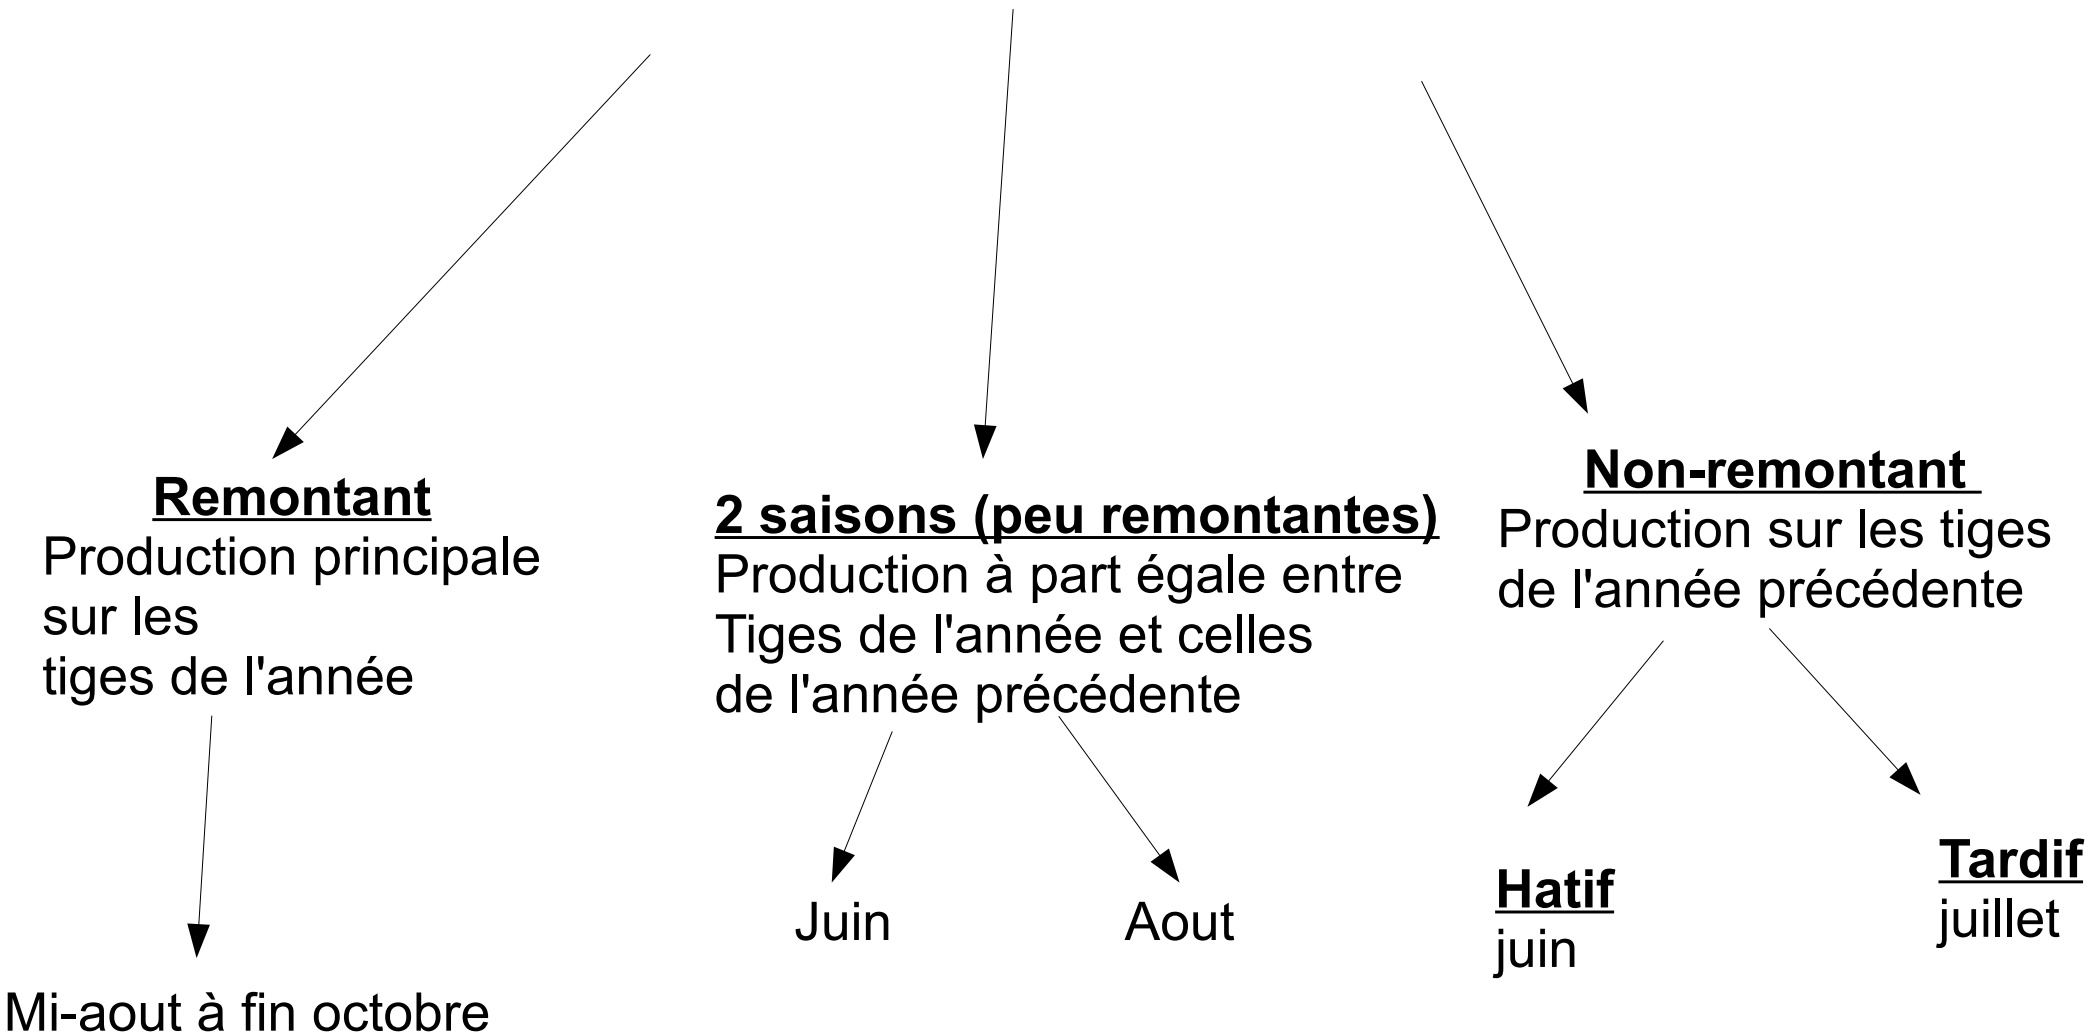 Remontant
Production principale
sur les
tiges de l'année
Mi-aout à fin octobre
2 saisons (peu remontantes)
Production à part égale entre
Tiges de l'année et celles
de l'année précédente
Juin
Aout
Non-remontant
Production sur les tiges
de l'année précédente
Hatif
juin
Tardif
juillet